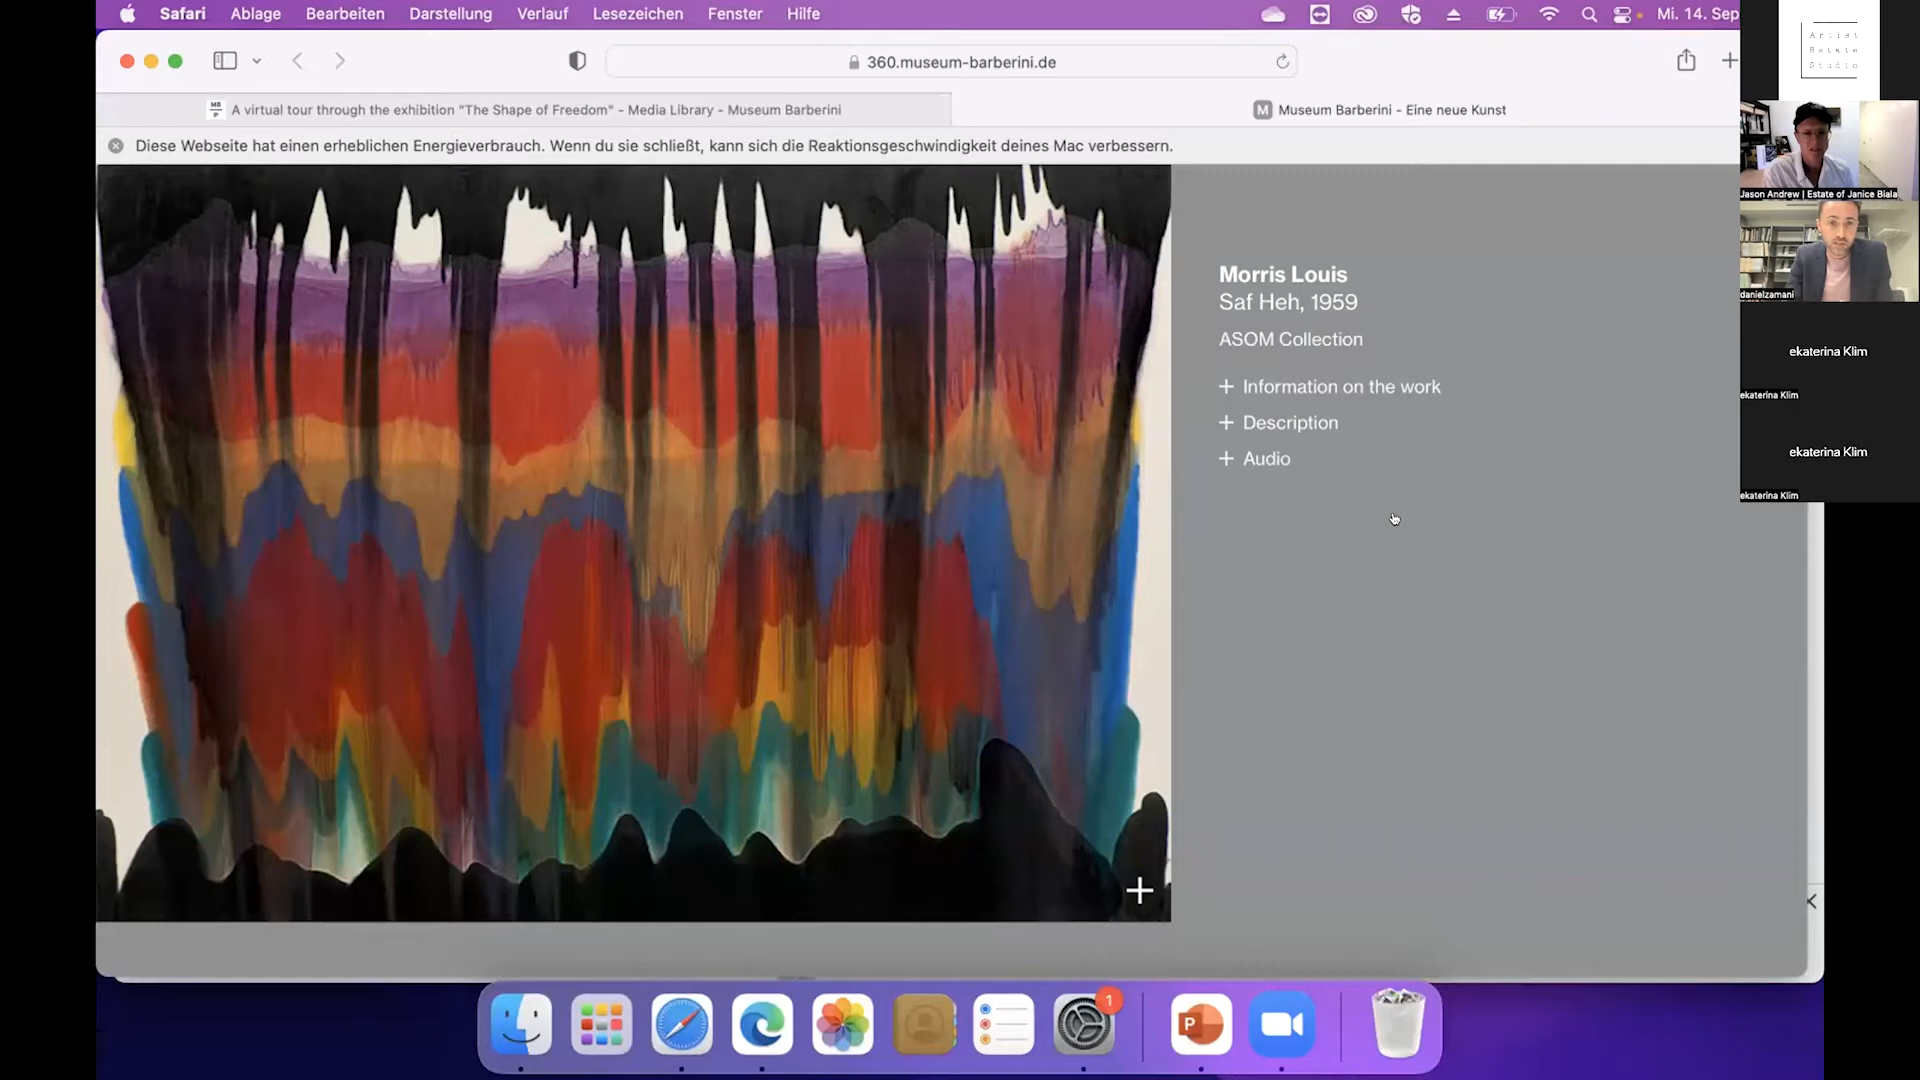 Safari Ablage Bearbeiten Darstellung Verlauf Lesezeichen Fenster Hilfe Mi. 14. Sep
360.museum-barberini.de
A virtual tour through the exhibition "The Shape of Freedom" - Media Library - Museum Barberini
M Museum Barberini - Eine neue Kunst
Diese Webseite hat einen erheblichen Energieverbrauch. Wenn du sie schließt, kann sich die Reaktionsgeschwindigkeit deines Mac verbessern.
Morris Louis
Saf Heh, 1959
ASOM Collection
+ Information on the work
+ Description
+ Audio
Artist
Estate
Studio
Jason Andrew | Estate of Janice Biala
danielzamani
ekaterina Klim
ekaterina Klim
ekaterina Klim
ekaterina Klim
1
P